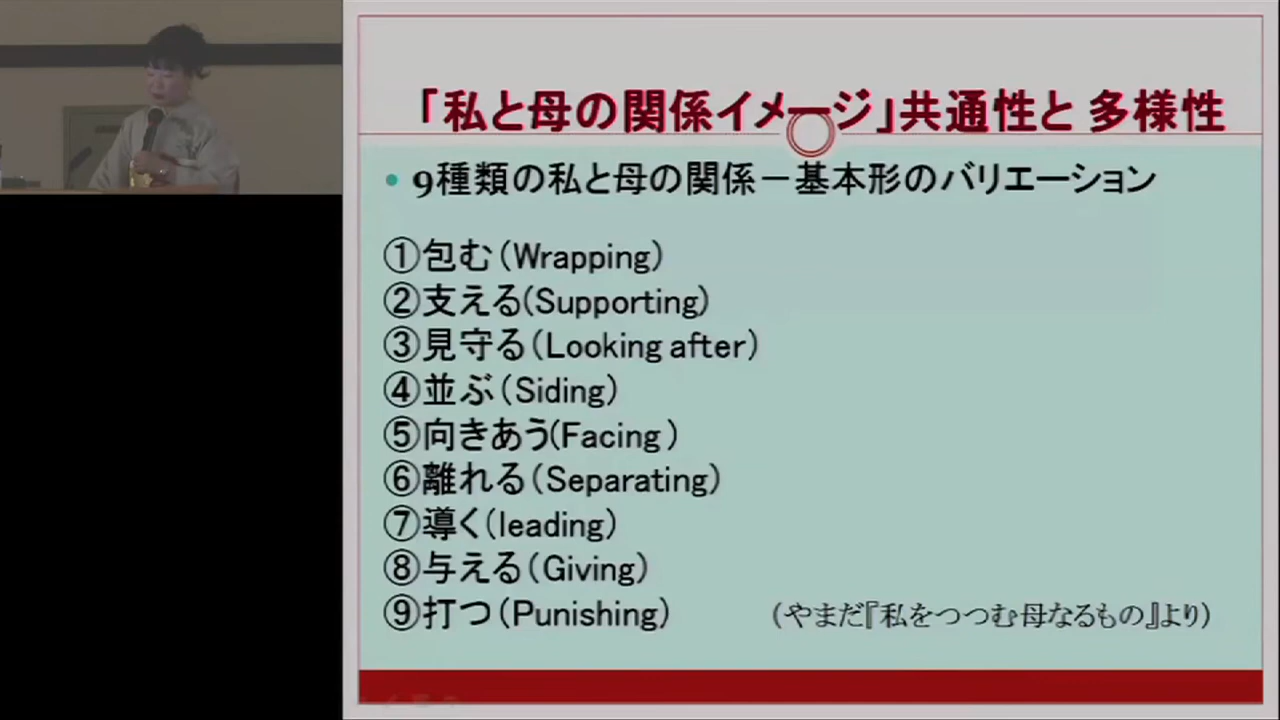 「私と母の関係イメージ」共通性と 多様性
• 9種類の私と母の関係－基本形のバリエーション
①包む（Wrapping）
②支える(Supporting)
③見守る（Looking after）
④並ぶ（Siding）
⑤向きあう(Facing )
⑥離れる（Separating）
⑦導く(leading)
⑧与える（Giving）
⑨打つ（Punishing）
（やまだ『私をつつむ母なるもの』より）